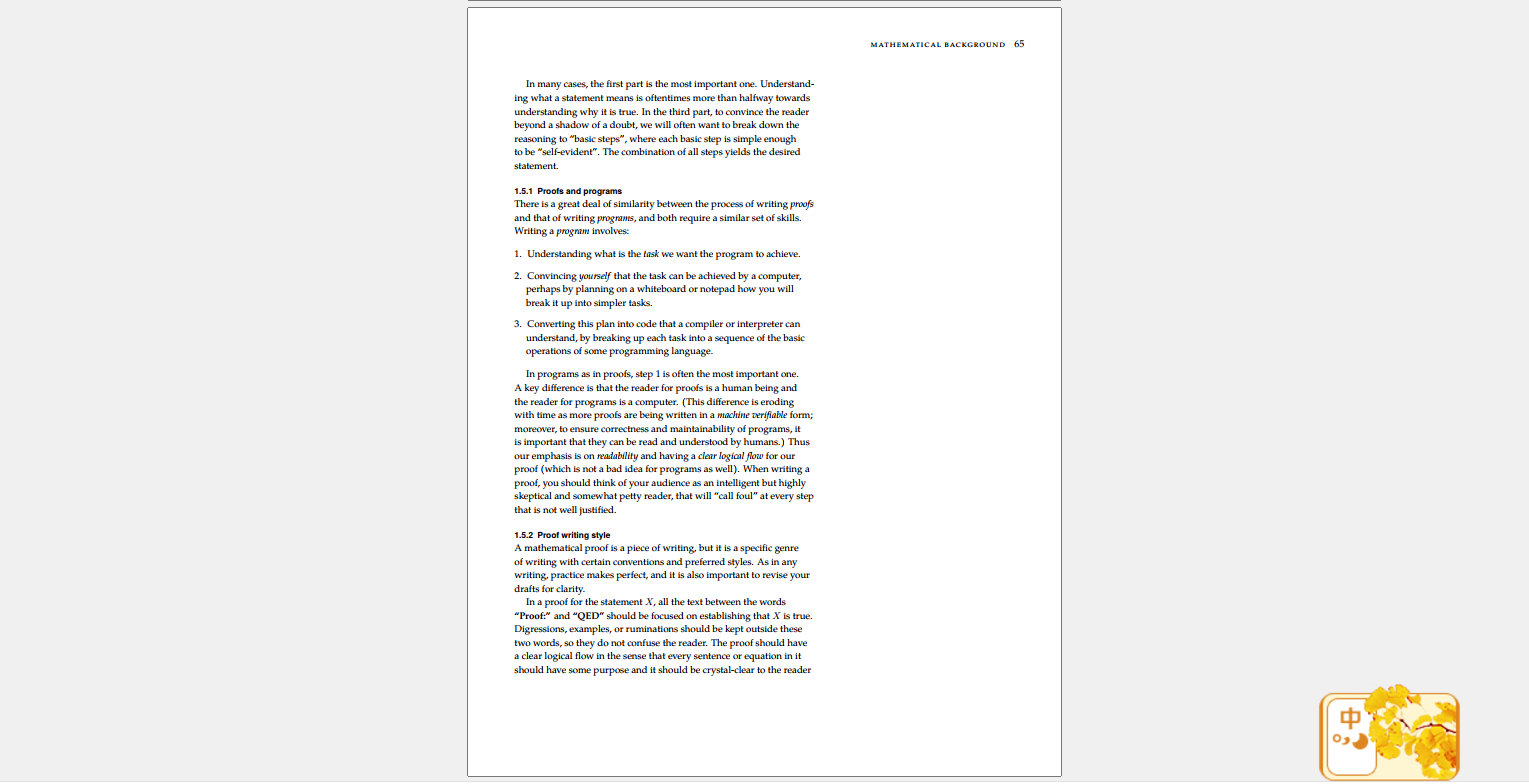 MATHEMATICAL BACKGROUND 65
In many cases, the first part is the most important one. Understand-
ing what a statement means is oftentimes more than halfway towards
understanding why it is true. In the third part, to convince the reader
beyond a shadow of a doubt, we will often want to break down the
reasoning to “basic steps”, where each basic step is simple enough
to be “self-evident”. The combination of all steps yields the desired
statement.
1.5.1 Proofs and programs
There is a great deal of similarity between the process of writing proofs
and that of writing programs, and both require a similar set of skills.
Writing a program involves:
1. Understanding what is the task we want the program to achieve.
2. Convincing yourself that the task can be achieved by a computer,
perhaps by planning on a whiteboard or notepad how you will
break it up into simpler tasks.
3. Converting this plan into code that a compiler or interpreter can
understand, by breaking up each task into a sequence of the basic
operations of some programming language.
In programs as in proofs, step 1 is often the most important one.
A key difference is that the reader for proofs is a human being and
the reader for programs is a computer. (This difference is eroding
with time as more proofs are being written in a machine verifiable form;
moreover, to ensure correctness and maintainability of programs, it
is important that they can be read and understood by humans.) Thus
our emphasis is on readability and having a clear logical flow for our
proof (which is not a bad idea for programs as well). When writing a
proof, you should think of your audience as an intelligent but highly
skeptical and somewhat petty reader, that will “call foul” at every step
that is not well justified.
1.5.2 Proof writing style
A mathematical proof is a piece of writing, but it is a specific genre
of writing with certain conventions and preferred styles. As in any
writing, practice makes perfect, and it is also important to revise your
drafts for clarity.
In a proof for the statement X, all the text between the words
“Proof:” and “QED” should be focused on establishing that X is true.
Digressions, examples, or ruminations should be kept outside these
two words, so they do not confuse the reader. The proof should have
a clear logical flow in the sense that every sentence or equation in it
should have some purpose and it should be crystal-clear to the reader
中